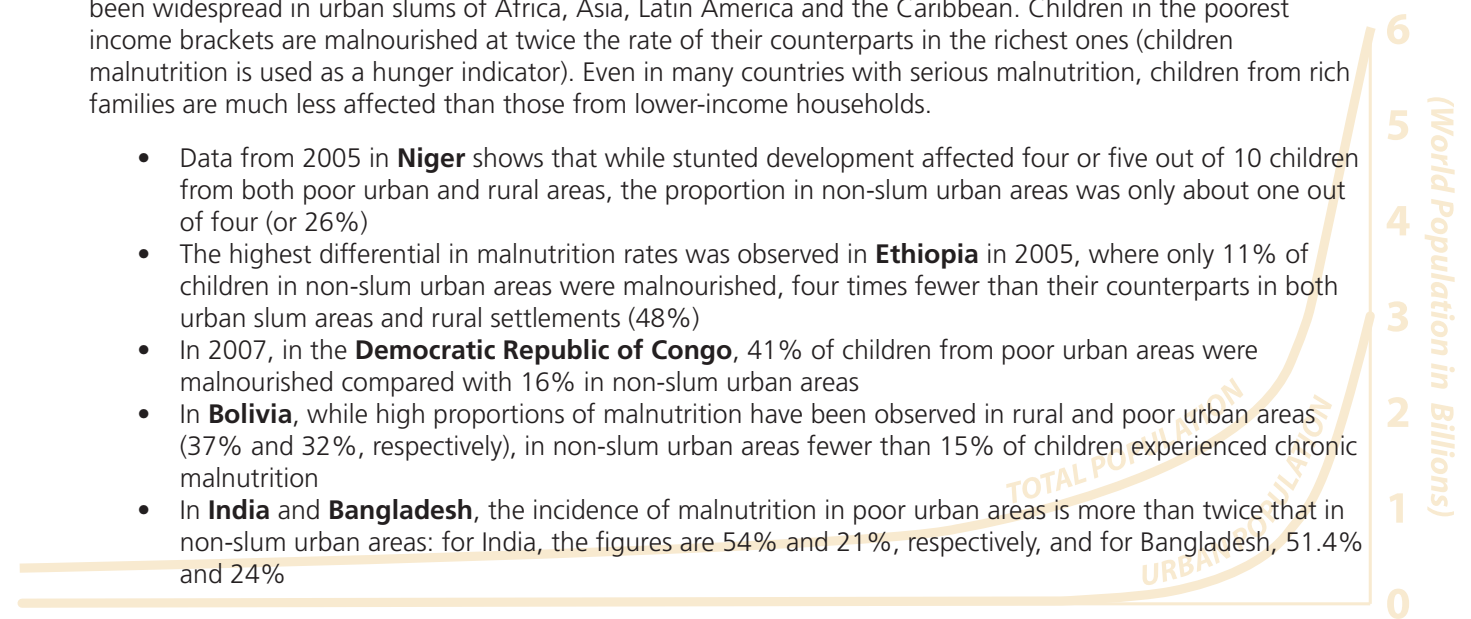 been widespread in urban slums of Africa, Asia, Latin America and the Caribbean. Children in the poorest
income brackets are malnourished at twice the rate of their counterparts in the richest ones (children
malnutrition is used as a hunger indicator). Even in many countries with serious malnutrition, children from rich
families are much less affected than those from lower-income households.
• Data from 2005 in Niger shows that while stunted development affected four or five out of 10 children
from both poor urban and rural areas, the proportion in non-slum urban areas was only about one out
of four (or 26%)
• The highest differential in malnutrition rates was observed in Ethiopia in 2005, where only 11% of
children in non-slum urban areas were malnourished, four times fewer than their counterparts in both
urban slum areas and rural settlements (48%)
• In 2007, in the Democratic Republic of Congo, 41% of children from poor urban areas were
malnourished compared with 16% in non-slum urban areas
• In Bolivia, while high proportions of malnutrition have been observed in rural and poor urban areas
(37% and 32%, respectively), in non-slum urban areas fewer than 15% of children experienced chronic
malnutrition
• In India and Bangladesh, the incidence of malnutrition in poor urban areas is more than twice that in
non-slum urban areas: for India, the figures are 54% and 21%, respectively, and for Bangladesh, 51.4%
and 24%
TOTAL POPULATION
URBAN POPULATION
6
5
4
3
2
1
0
(World Population in Billions)